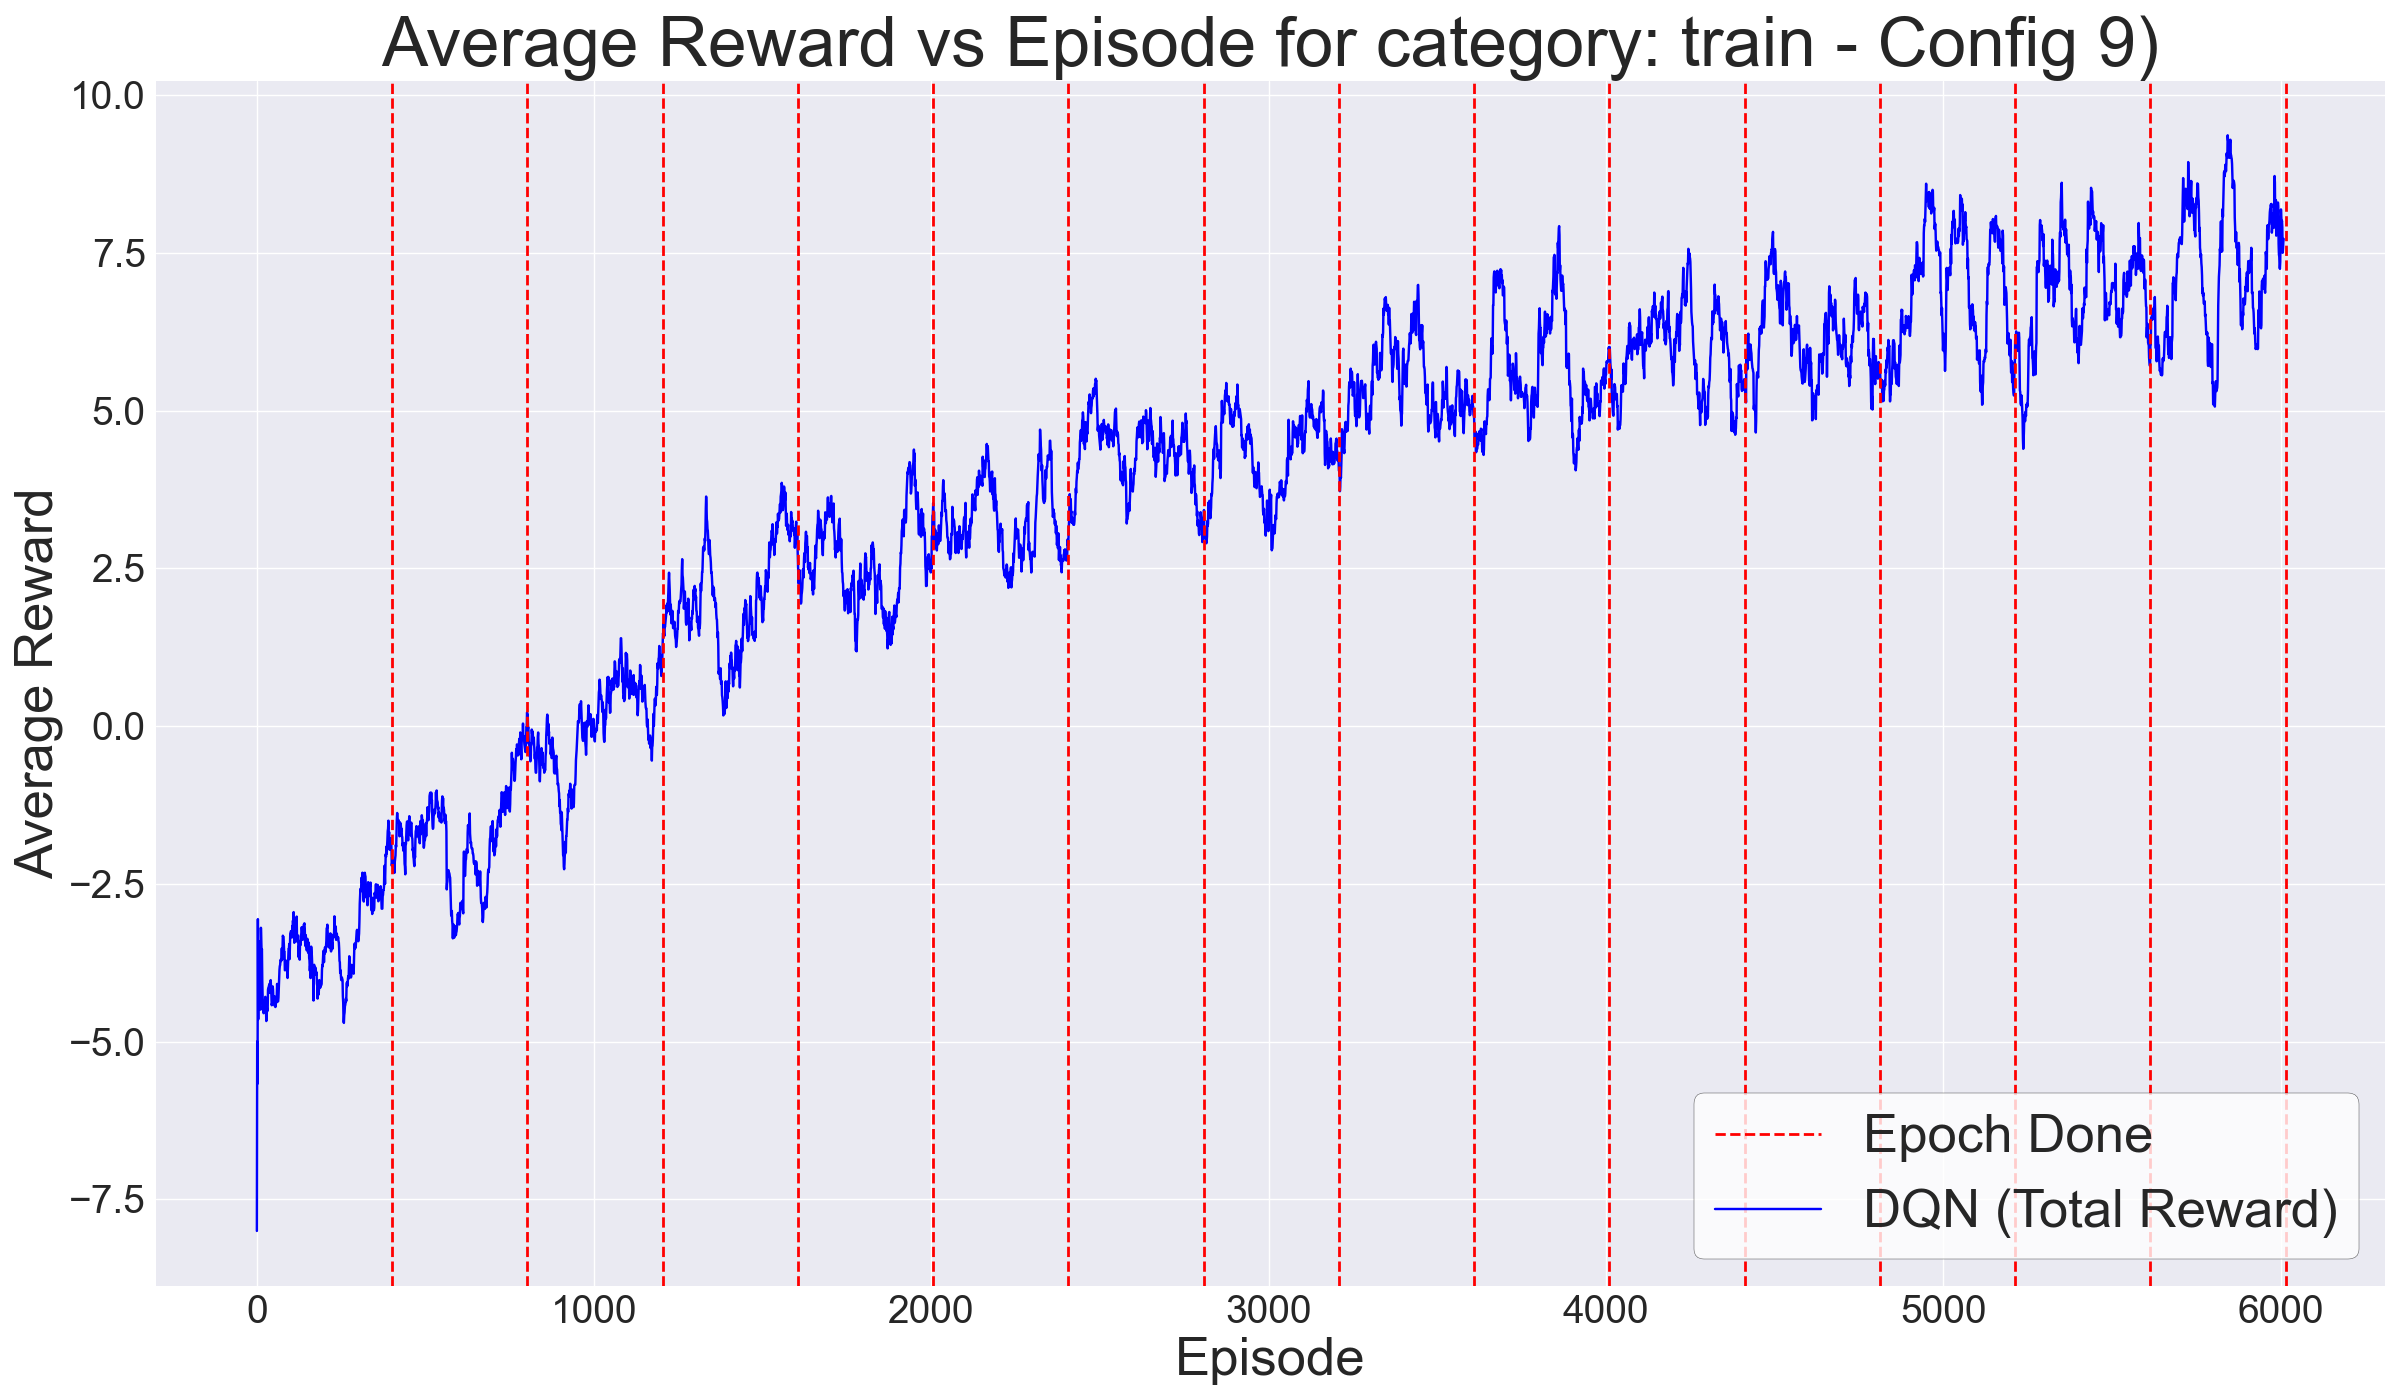 Average Reward vs Episode for category: train - Config 9)
10.0
7.5
5.0
2.5
0.0
−2.5
−5.0
−7.5
Average Reward
0 1000 2000 3000 4000 5000 6000
Episode
Epoch Done
DQN (Total Reward)